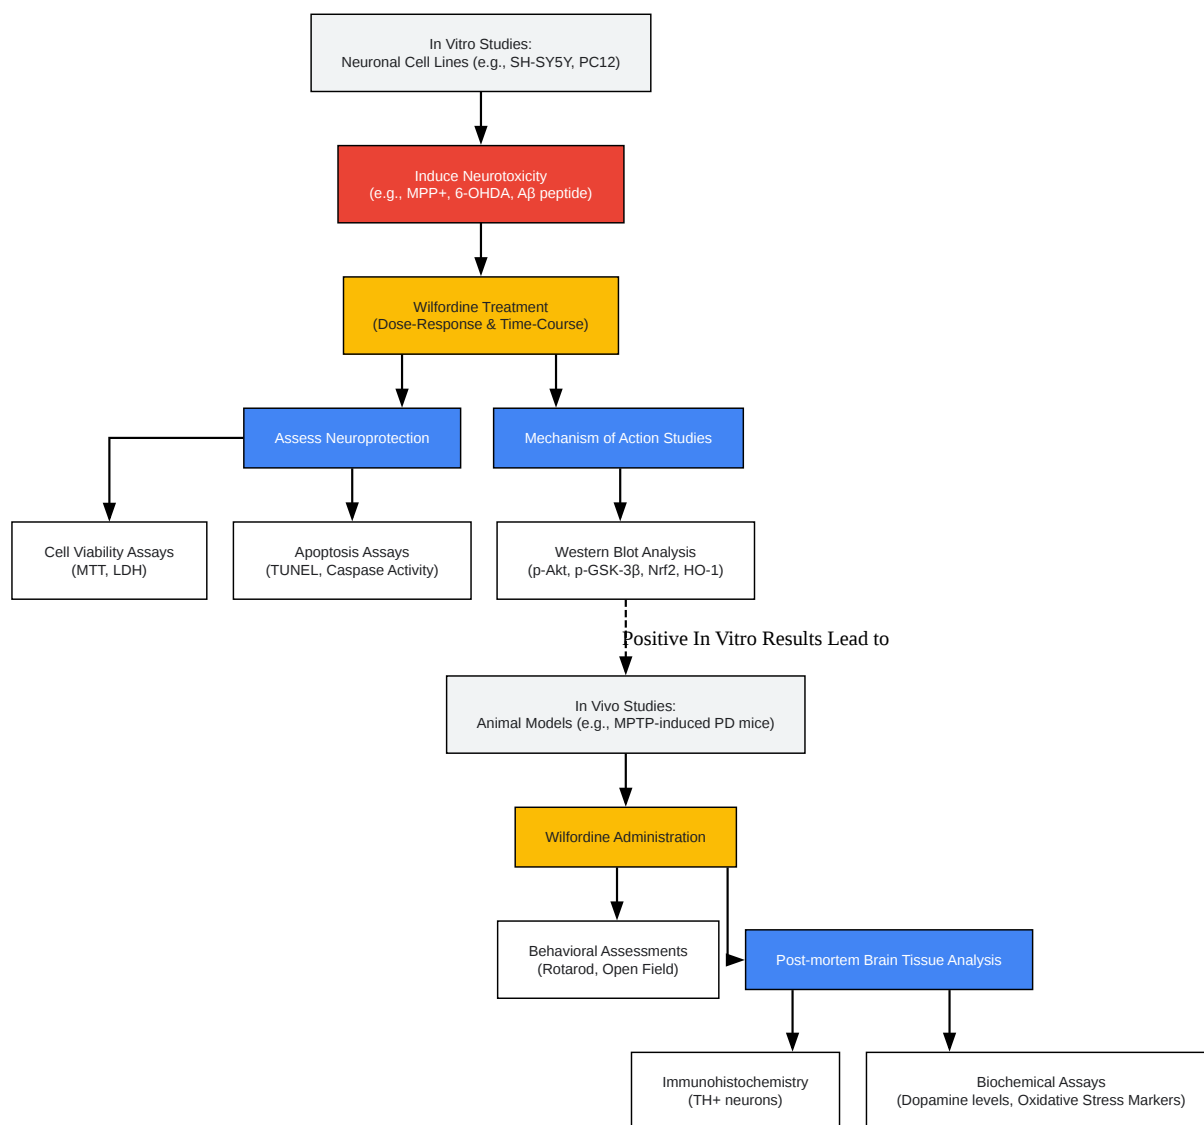 In Vitro Studies:
Neuronal Cell Lines (e.g., SH-SY5Y, PC12)
Induce Neurotoxicity
(e.g., MPP+, 6-OHDA, Aβ peptide)
Wilfordine Treatment
(Dose-Response & Time-Course)
Assess Neuroprotection
Mechanism of Action Studies
Cell Viability Assays
(MTT, LDH)
Apoptosis Assays
(TUNEL, Caspase Activity)
Western Blot Analysis
(p-Akt, p-GSK-3β, Nrf2, HO-1)
Positive In Vitro Results Lead to
In Vivo Studies:
Animal Models (e.g., MPTP-induced PD mice)
Wilfordine Administration
Behavioral Assessments
(Rotarod, Open Field)
Post-mortem Brain Tissue Analysis
Immunohistochemistry
(TH+ neurons)
Biochemical Assays
(Dopamine levels, Oxidative Stress Markers)